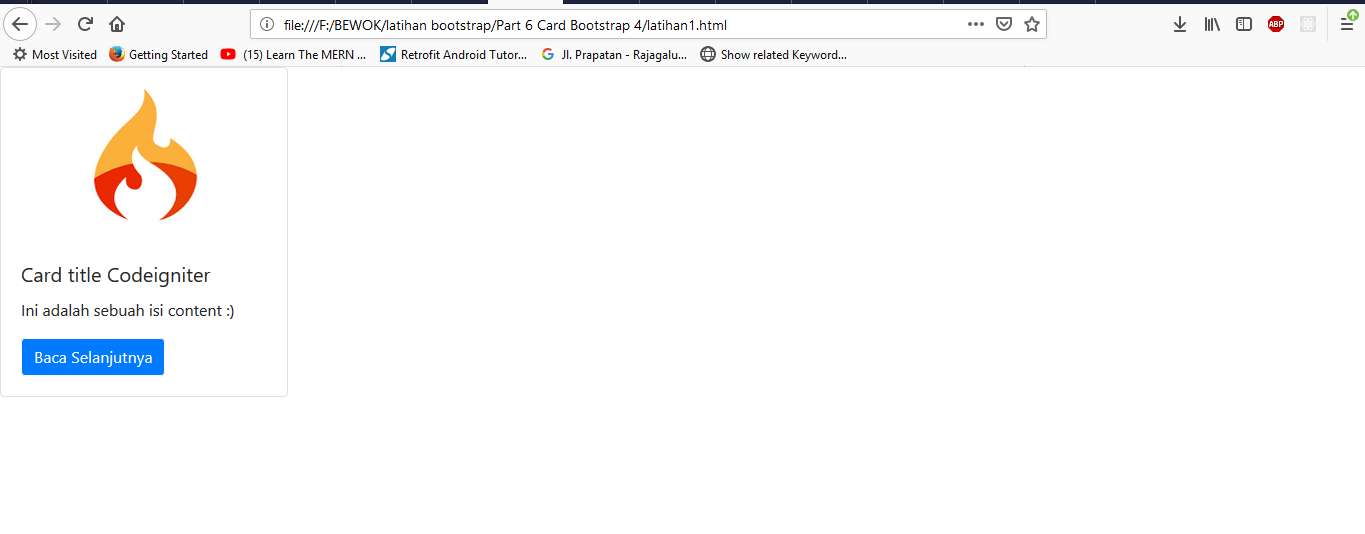 file:///F:/BEWOK/latihan bootstrap/Part 6 Card Bootstrap 4/latihan1.html
ABP
Most Visited Getting Started (15) Learn The MERN ... Retrofit Android Tutor... Jl. Prapatan - Rajagalu... Show related Keyword...
Card title Codeigniter
Ini adalah sebuah isi content :)
Baca Selanjutnya